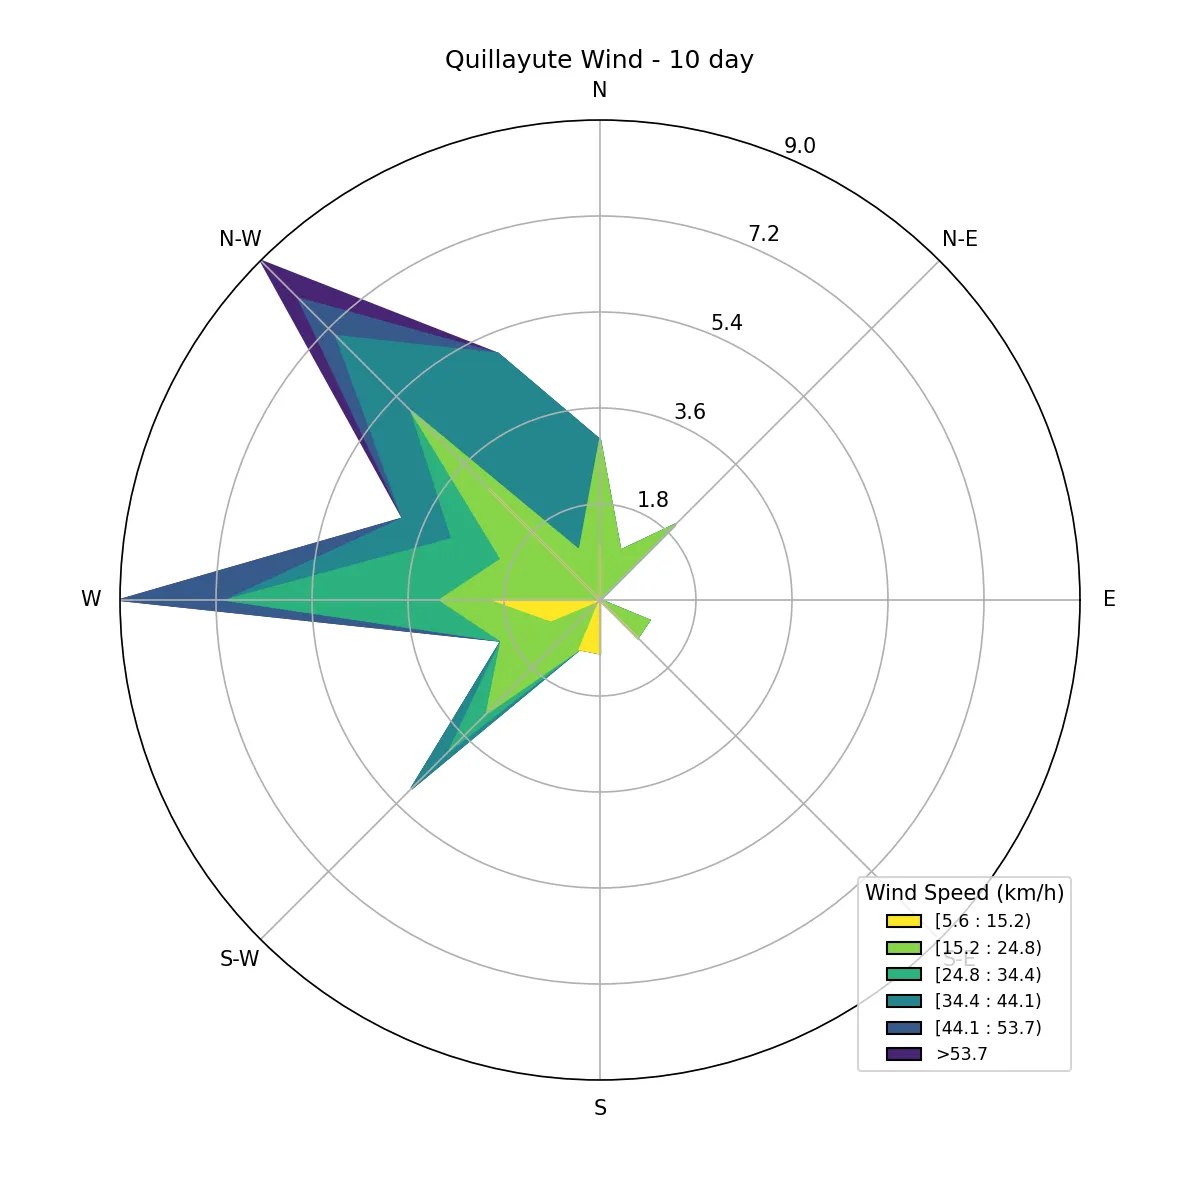 Quillayute Wind - 10 day
N
9.0
N-W
N-E
7.2
5.4
3.6
1.8
W
E
S-W
S-E
S
Wind Speed (km/h)
[5.6 : 15.2)
[15.2 : 24.8)
[24.8 : 34.4)
[34.4 : 44.1)
[44.1 : 53.7)
>53.7